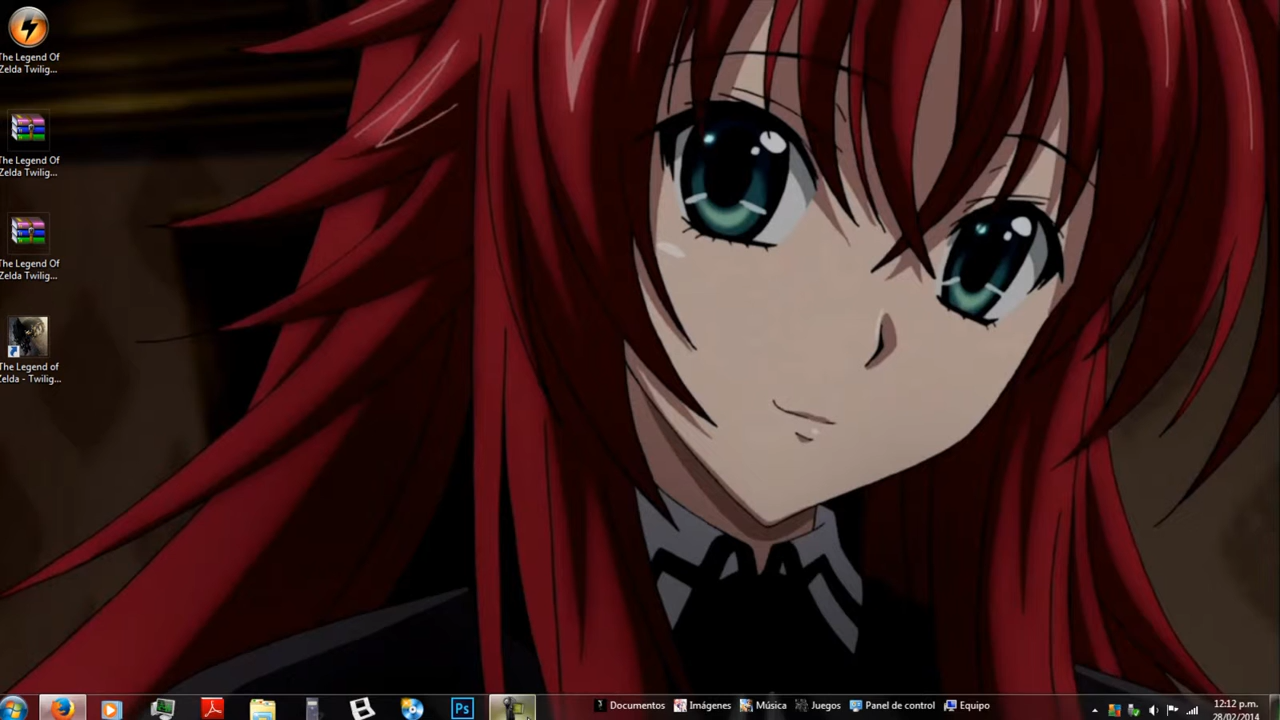 The Legend Of
Zelda Twilig...
The Legend Of
Zelda Twilig...
The Legend Of
Zelda Twilig...
The Legend of
Zelda - Twilig...
Ps
Documentos
Imágenes
Música
Juegos
Panel de control
Equipo
12:12 p.m.
28/02/2014